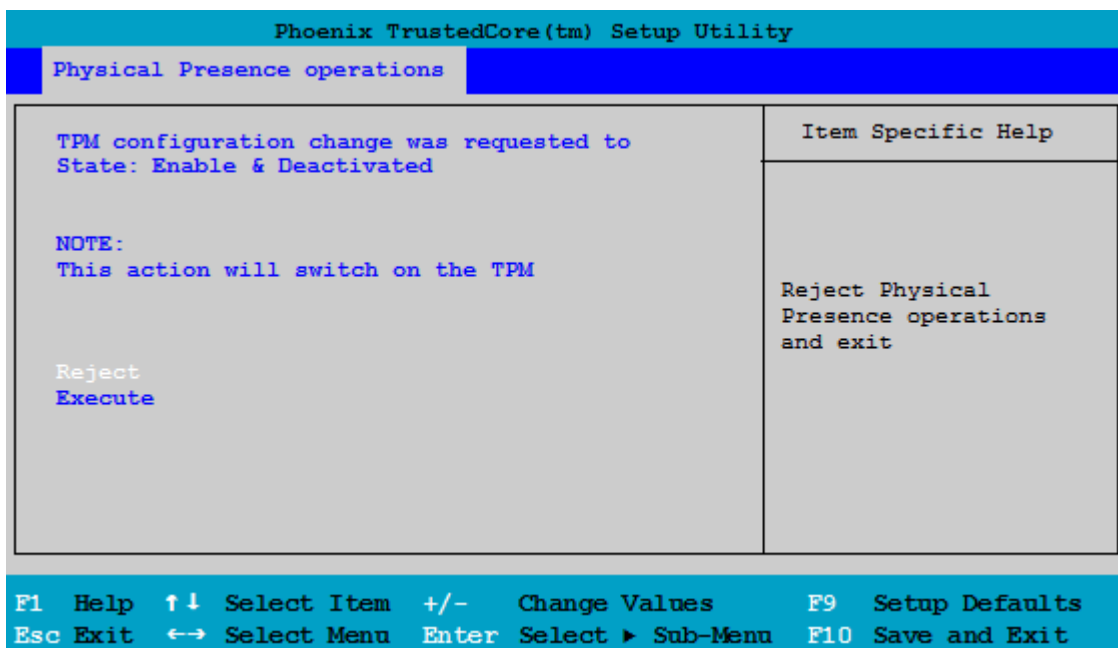 Phoenix TrustedCore(tm) Setup Utility
Physical Presence operations
TPM configuration change was requested to
State: Enable & Deactivated
NOTE:
This action will switch on the TPM
Reject
Execute
Item Specific Help
Reject Physical
Presence operations
and exit
F1 Help ↑↓ Select Item +/- Change Values F9 Setup Defaults
Esc Exit ←→ Select Menu Enter Select ▶ Sub-Menu F10 Save and Exit